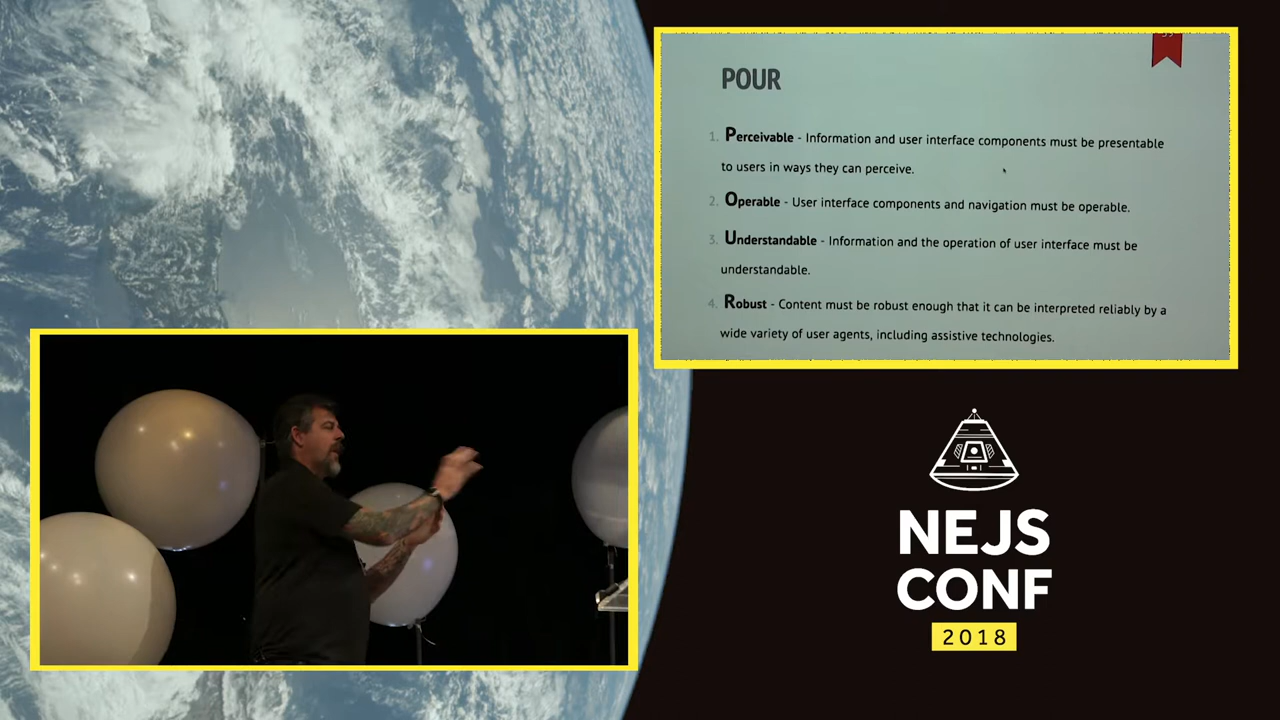 POUR
1. Perceivable - Information and user interface components must be presentable
to users in ways they can perceive.
2. Operable - User interface components and navigation must be operable.
3. Understandable - Information and the operation of user interface must be
understandable.
4. Robust - Content must be robust enough that it can be interpreted reliably by a
wide variety of user agents, including assistive technologies.
NEJS
CONF
2018